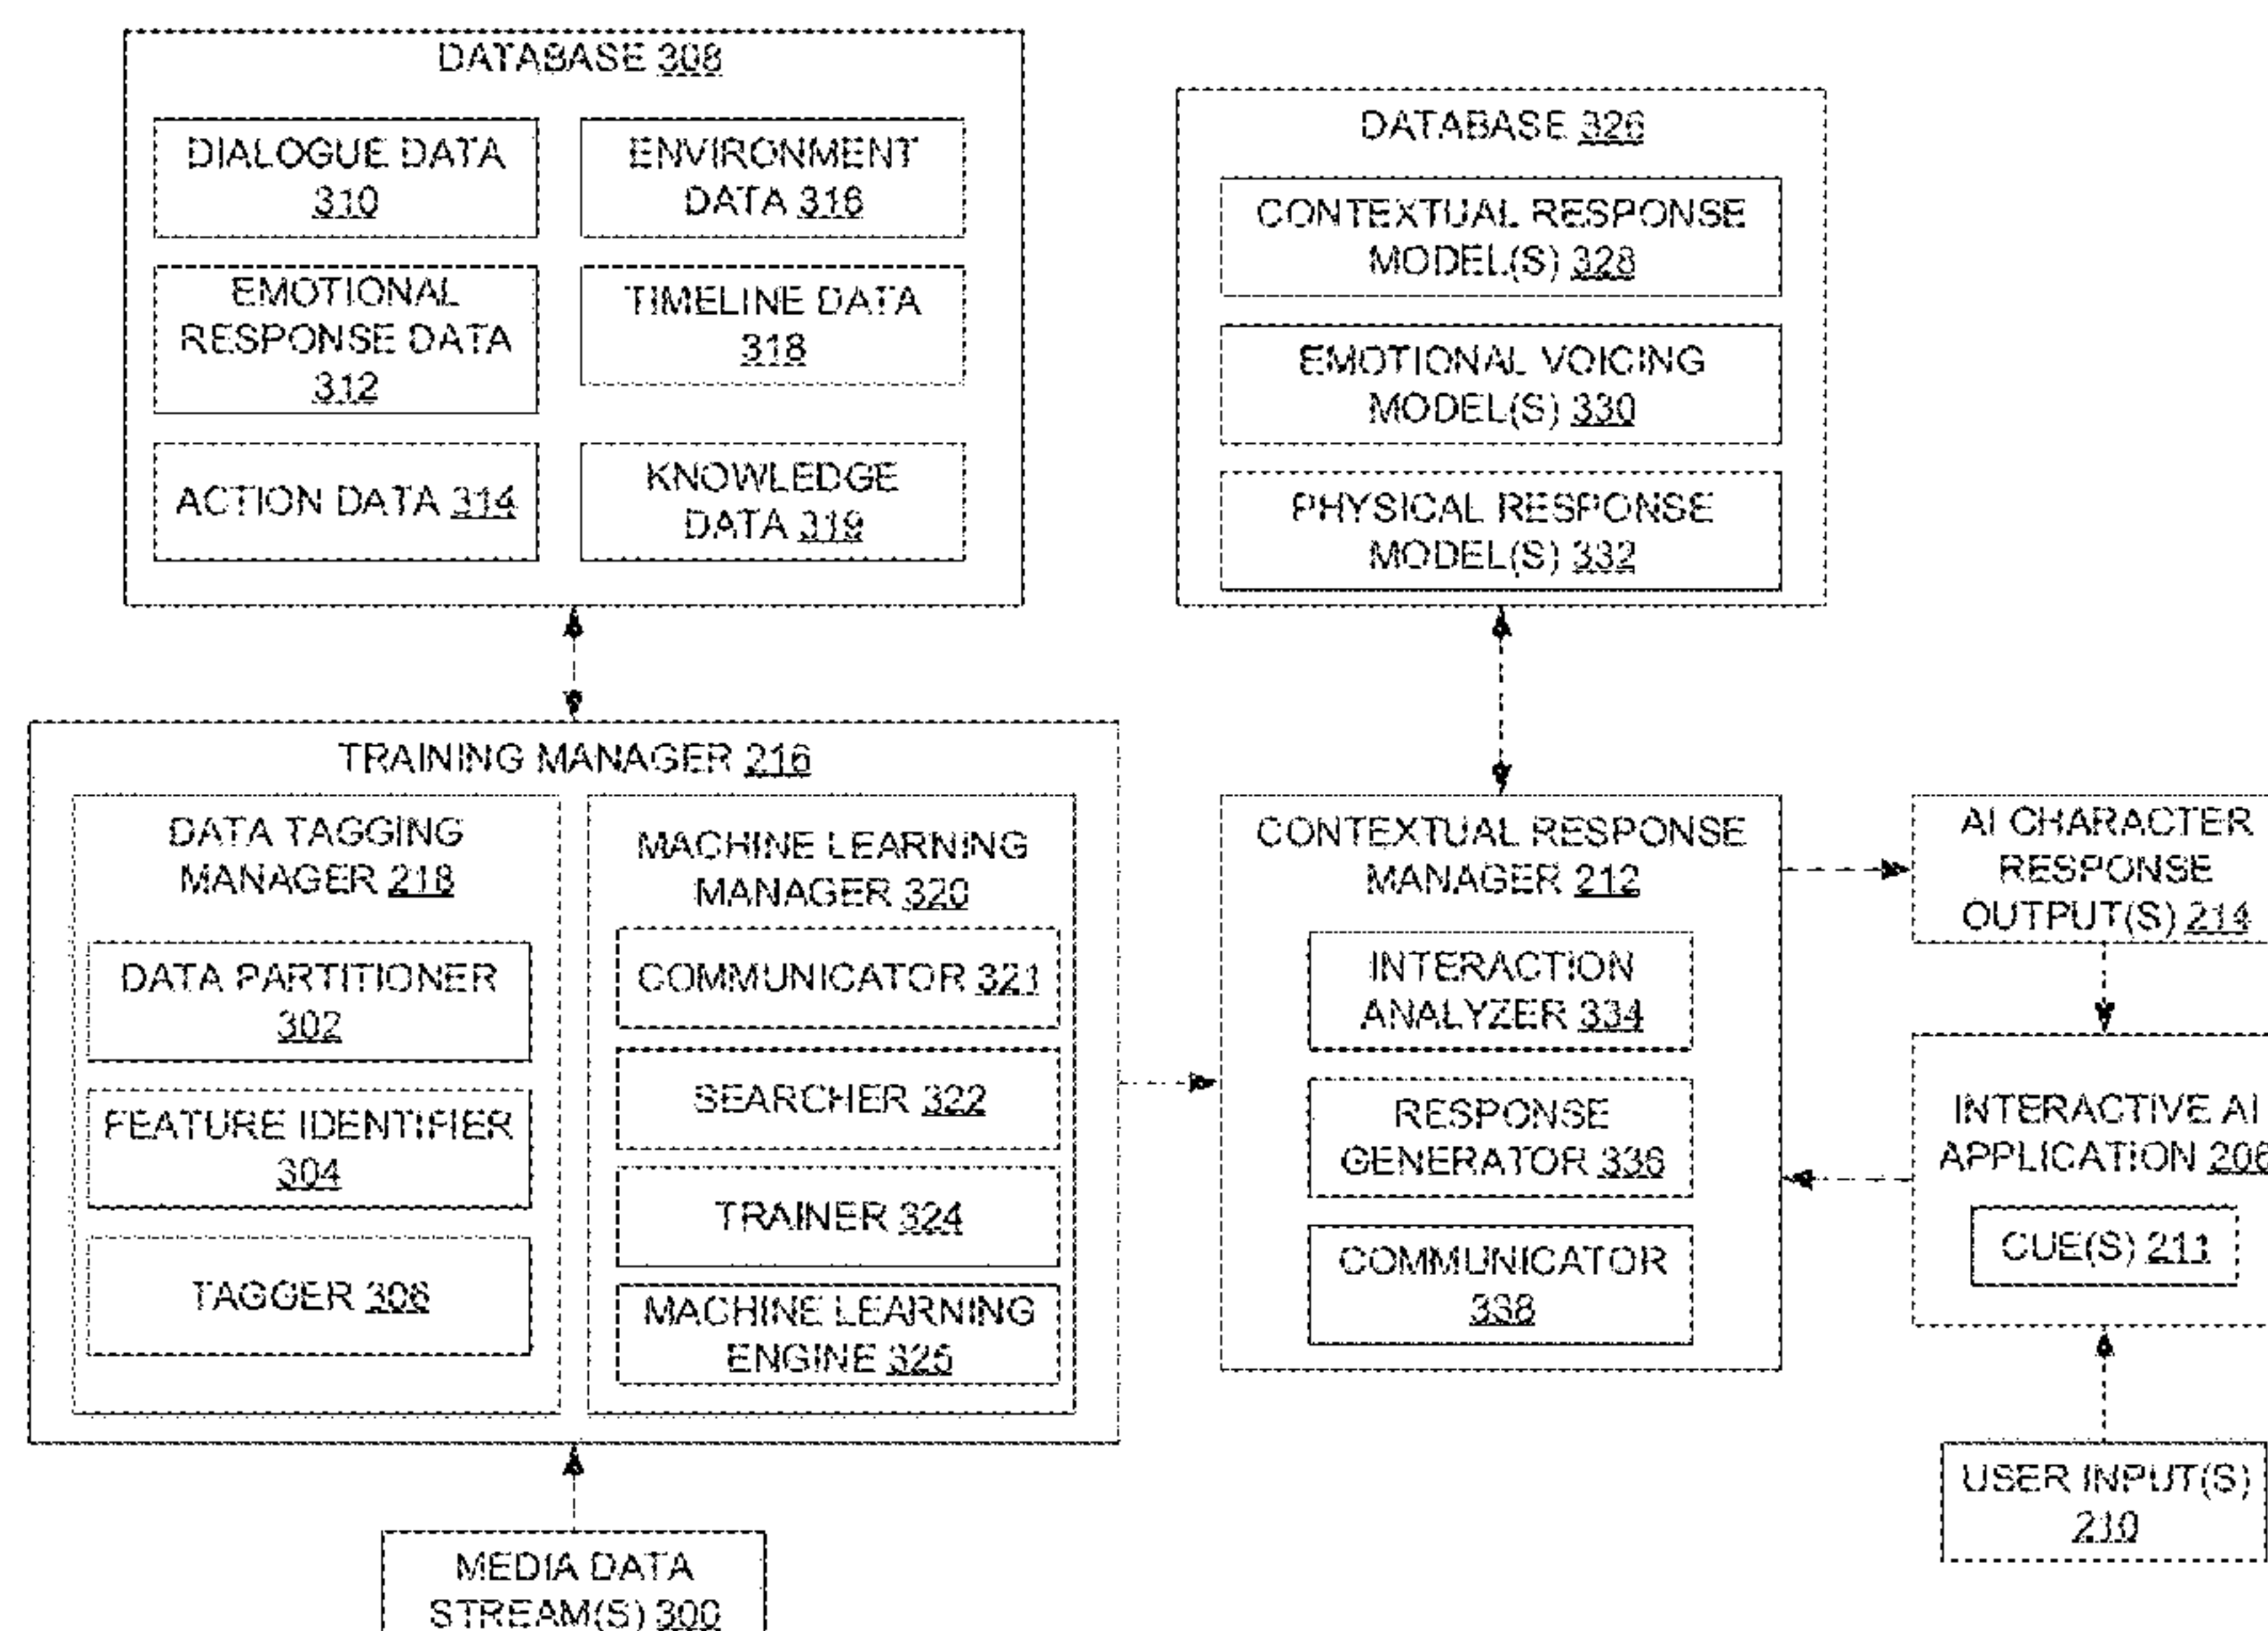 DATABASE 308
DIALOGUE DATA
310
ENVIRONMENT
DATA 316
EMOTIONAL
RESPONSE DATA
312
TIMELINE DATA
318
ACTION DATA 314
KNOWLEDGE
DATA 319
DATABASE 326
CONTEXTUAL RESPONSE
MODEL(S) 328
EMOTIONAL VOICING
MODEL(S) 330
PHYSICAL RESPONSE
MODEL(S) 332
TRAINING MANAGER 216
DATA TAGGING
MANAGER 218
DATA PARTITIONER
302
FEATURE IDENTIFIER
304
TAGGER 306
MACHINE LEARNING
MANAGER 320
COMMUNICATOR 321
SEARCHER 322
TRAINER 324
MACHINE LEARNING
ENGINE 325
CONTEXTUAL RESPONSE
MANAGER 212
INTERACTION
ANALYZER 334
RESPONSE
GENERATOR 336
COMMUNICATOR
338
AI CHARACTER
RESPONSE
OUTPUT(S) 214
INTERACTIVE AI
APPLICATION 206
CUE(S) 211
USER INPUT(S)
210
MEDIA DATA
STREAM(S) 300